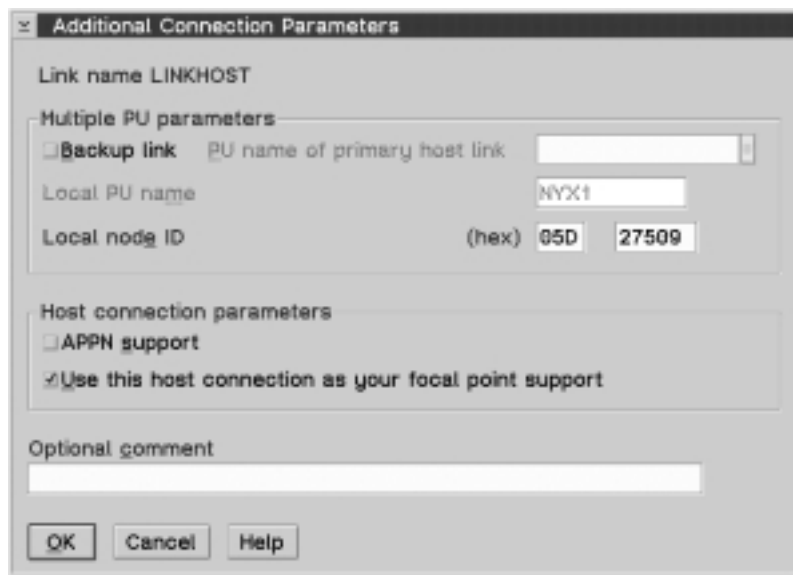 Additional Connection Parameters
Link name LINKHOST
Multiple PU parameters
Backup link PU name of primary host link
Local PU name NYX1
Local node ID (hex) 05D 27509
Host connection parameters
APPN support
Use this host connection as your focal point support
Optional comment
OK Cancel Help